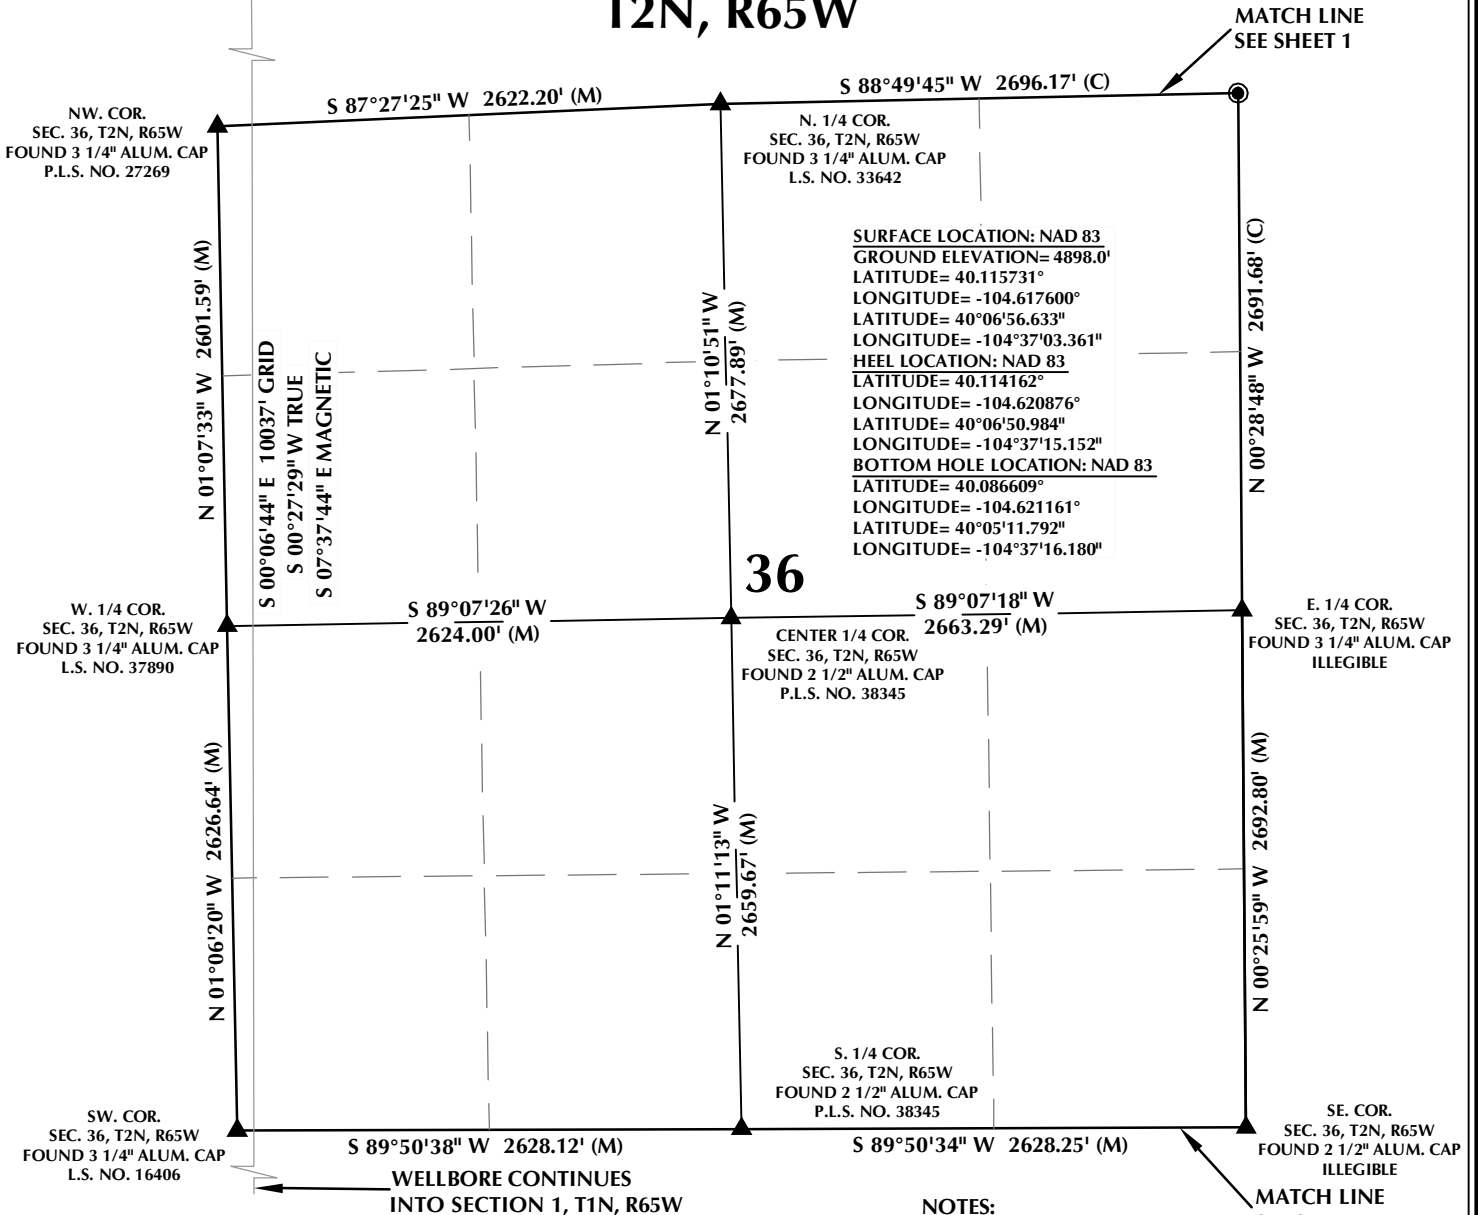 T2N, R65W
MATCH LINE
SEE SHEET 1
S 87°27'25" W 2622.20' (M)
S 88°49'45" W 2696.17' (C)
NW. COR.
SEC. 36, T2N, R65W
FOUND 3 1/4" ALUM. CAP
P.L.S. NO. 27269
N. 1/4 COR.
SEC. 36, T2N, R65W
FOUND 3 1/4" ALUM. CAP
L.S. NO. 33642
N 01°07'33" W 2601.59' (M)
S 00°06'44" E 10037' GRID
S 00°27'29" W TRUE
S 07°37'44" E MAGNETIC
N 01°10'51" W
2677.89' (M)
SURFACE LOCATION: NAD 83
GROUND ELEVATION= 4898.0'
LATITUDE= 40.115731°
LONGITUDE= -104.617600°
LATITUDE= 40°06'56.633"
LONGITUDE= -104°37'03.361"
HEEL LOCATION: NAD 83
LATITUDE= 40.114162°
LONGITUDE= -104.620876°
LATITUDE= 40°06'50.984"
LONGITUDE= -104°37'15.152"
BOTTOM HOLE LOCATION: NAD 83
LATITUDE= 40.086609°
LONGITUDE= -104.621161°
LATITUDE= 40°05'11.792"
LONGITUDE= -104°37'16.180"
N 00°28'48" W 2691.68' (C)
36
W. 1/4 COR.
SEC. 36, T2N, R65W
FOUND 3 1/4" ALUM. CAP
L.S. NO. 37890
S 89°07'26" W
2624.00' (M)
S 89°07'18" W
2663.29' (M)
CENTER 1/4 COR.
SEC. 36, T2N, R65W
FOUND 2 1/2" ALUM. CAP
P.L.S. NO. 38345
E. 1/4 COR.
SEC. 36, T2N, R65W
FOUND 3 1/4" ALUM. CAP
ILLEGIBLE
N 01°06'20" W 2626.64' (M)
N 01°11'13" W
2659.67' (M)
N 00°25'59" W 2692.80' (M)
S. 1/4 COR.
SEC. 36, T2N, R65W
FOUND 2 1/2" ALUM. CAP
P.L.S. NO. 38345
SW. COR.
SEC. 36, T2N, R65W
FOUND 3 1/4" ALUM. CAP
L.S. NO. 16406
S 89°50'38" W 2628.12' (M)
S 89°50'34" W 2628.25' (M)
SE. COR.
SEC. 36, T2N, R65W
FOUND 2 1/2" ALUM. CAP
ILLEGIBLE
WELLBORE CONTINUES
INTO SECTION 1, T1N, R65W
NOTES:
MATCH LINE